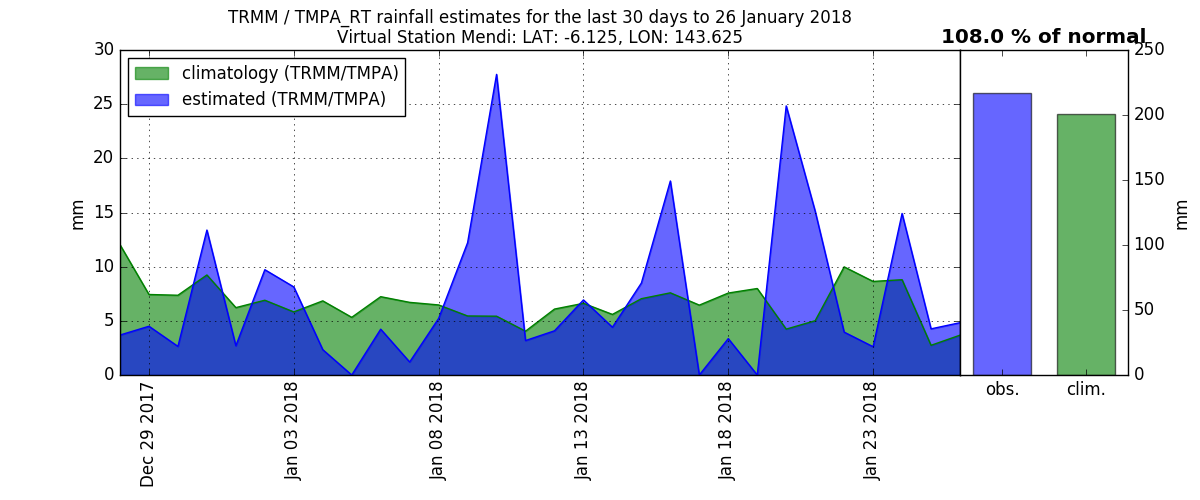 TRMM / TMPA_RT rainfall estimates for the last 30 days to 26 January 2018
Virtual Station Mendi: LAT: -6.125, LON: 143.625
108.0 % of normal
climatology (TRMM/TMPA)
estimated (TRMM/TMPA)
mm
30
25
20
15
10
5
0
Dec 29 2017
Jan 03 2018
Jan 08 2018
Jan 13 2018
Jan 18 2018
Jan 23 2018
obs.
clim.
250
200
150
100
50
0
mm